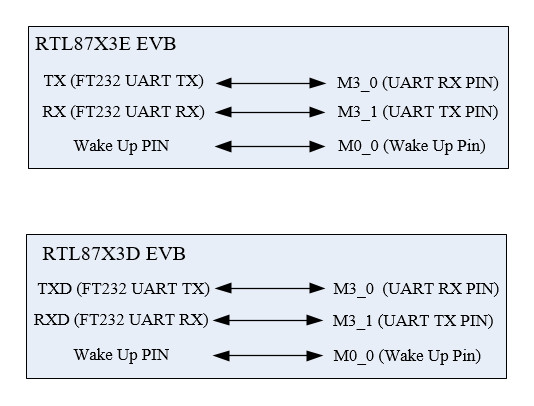 RTL87X3E EVB
TX (FT232 UART TX) M3_0 (UART RX PIN)
RX (FT232 UART RX) M3_1 (UART TX PIN)
Wake Up PIN M0_0 (Wake Up Pin)
RTL87X3D EVB
TXD (FT232 UART TX) M3_0 (UART RX PIN)
RXD (FT232 UART RX) M3_1 (UART TX PIN)
Wake Up PIN M0_0 (Wake Up Pin)